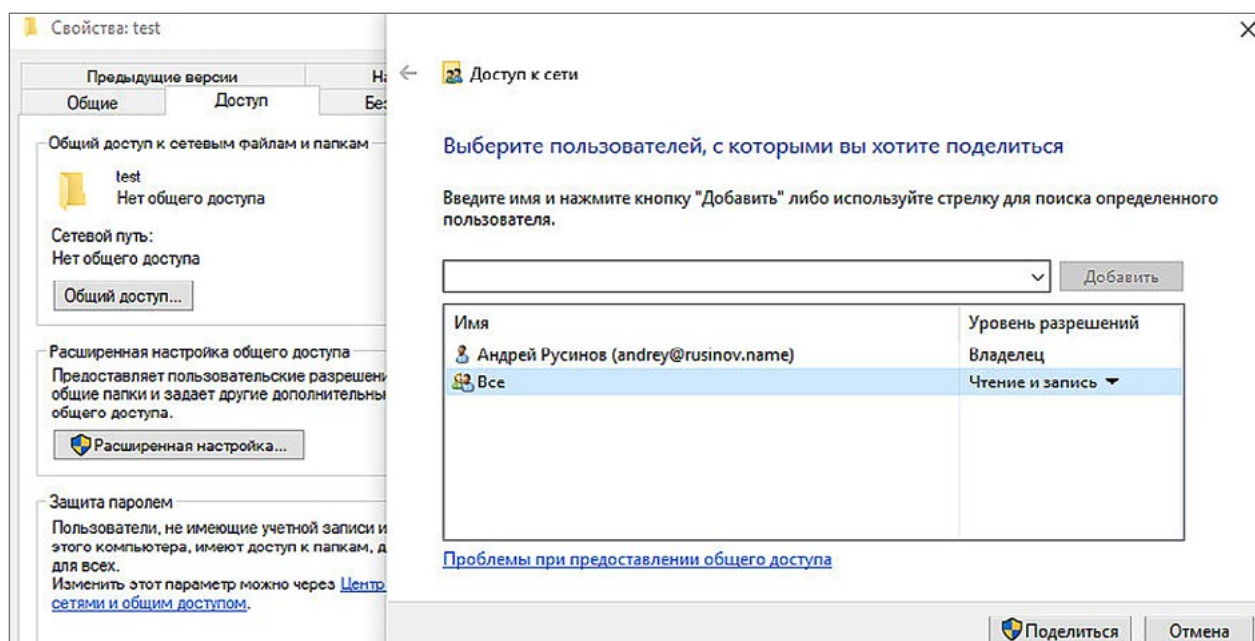 Свойства: test
Предыдущие версии
Общие
Доступ
Общий доступ к сетевым файлам и папкам
test
Нет общего доступа
Сетевой путь:
Нет общего доступа
Общий доступ...
Расширенная настройка общего доступа
Предоставляет пользовательские
общие папки и задает другие
общего доступа.
Расширенная настройка...
Защита паролем
Пользователи, не имеющие учетной записи
этого компьютера, имеют доступ к папкам,
для всех.
Изменить этот параметр можно через Центр
сетями и общим доступом.
Доступ к сети
Выберите пользователей, с которыми вы хотите поделиться
Введите имя и нажмите кнопку "Добавить" либо используйте стрелку для поиска определенного
пользователя.
Добавить
Имя Уровень разрешений
Андрей Русинов (andrey@rusinov.name) Владелец
Все Чтение и запись
Проблемы при предоставлении общего доступа
Поделиться Отмена